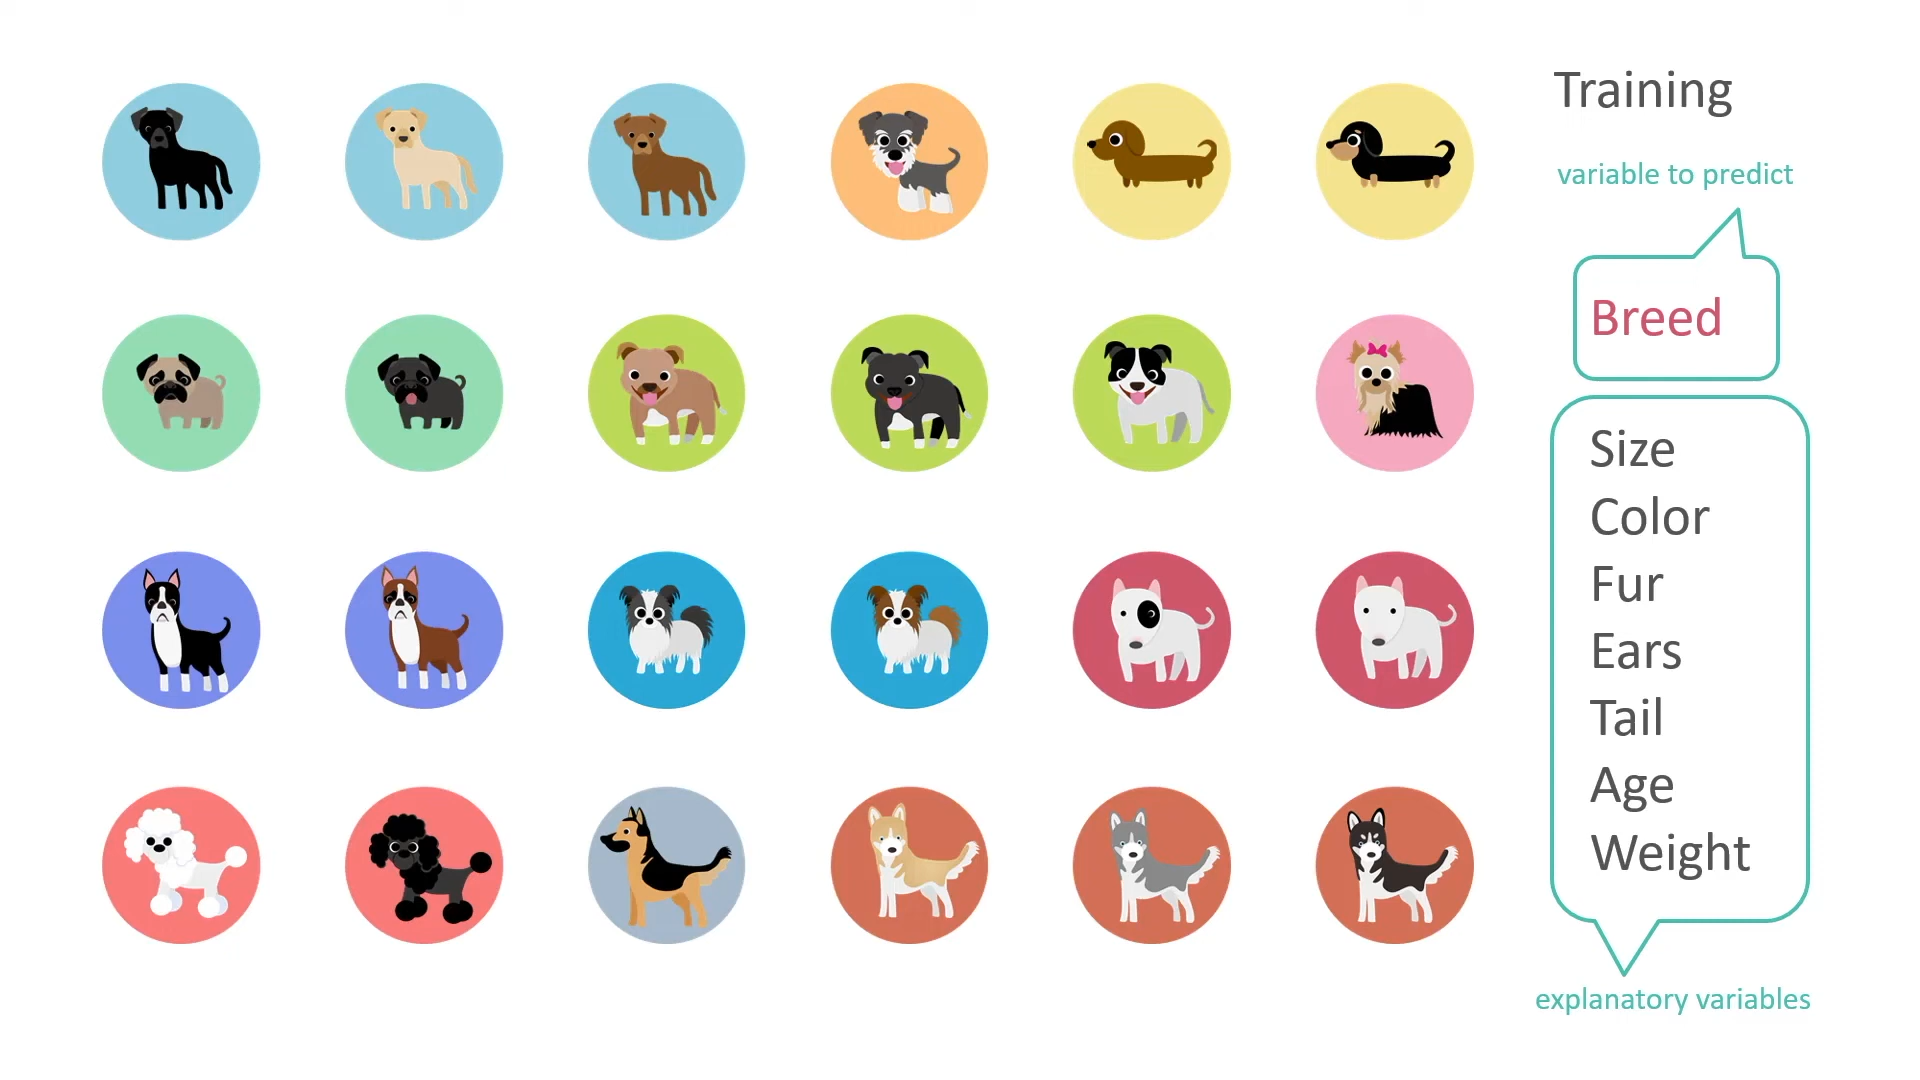 Training
variable to predict
Breed
Size
Color
Fur
Ears
Tail
Age
Weight
explanatory variables